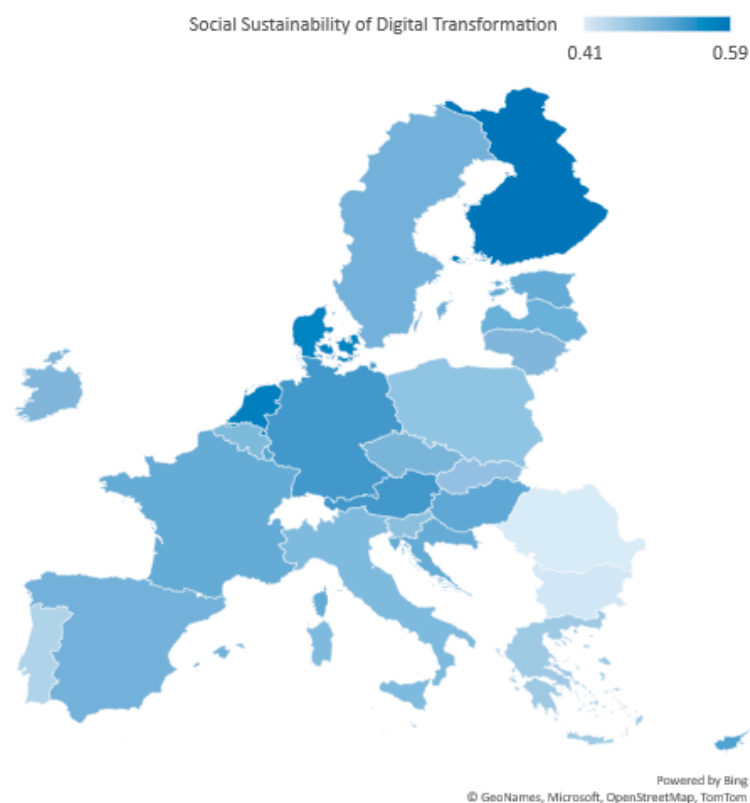 Social Sustainability of Digital Transformation
0.41 0.59
Powered by Bing
© GeoNames, Microsoft, OpenStreetMap, TomTom